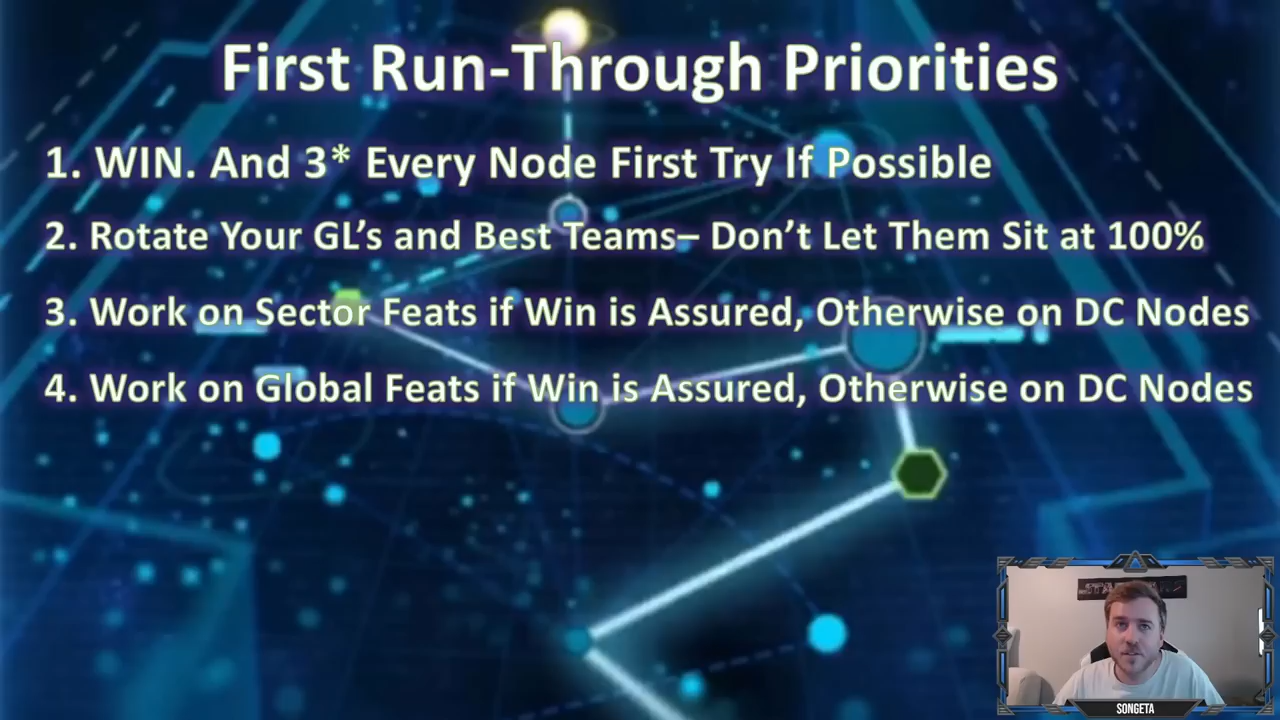 First Run-Through Priorities
1. WIN. And 3* Every Node First Try If Possible
2. Rotate Your GL's and Best Teams– Don't Let Them Sit at 100%
3. Work on Sector Feats if Win is Assured, Otherwise on DC Nodes
4. Work on Global Feats if Win is Assured, Otherwise on DC Nodes
SONGETA